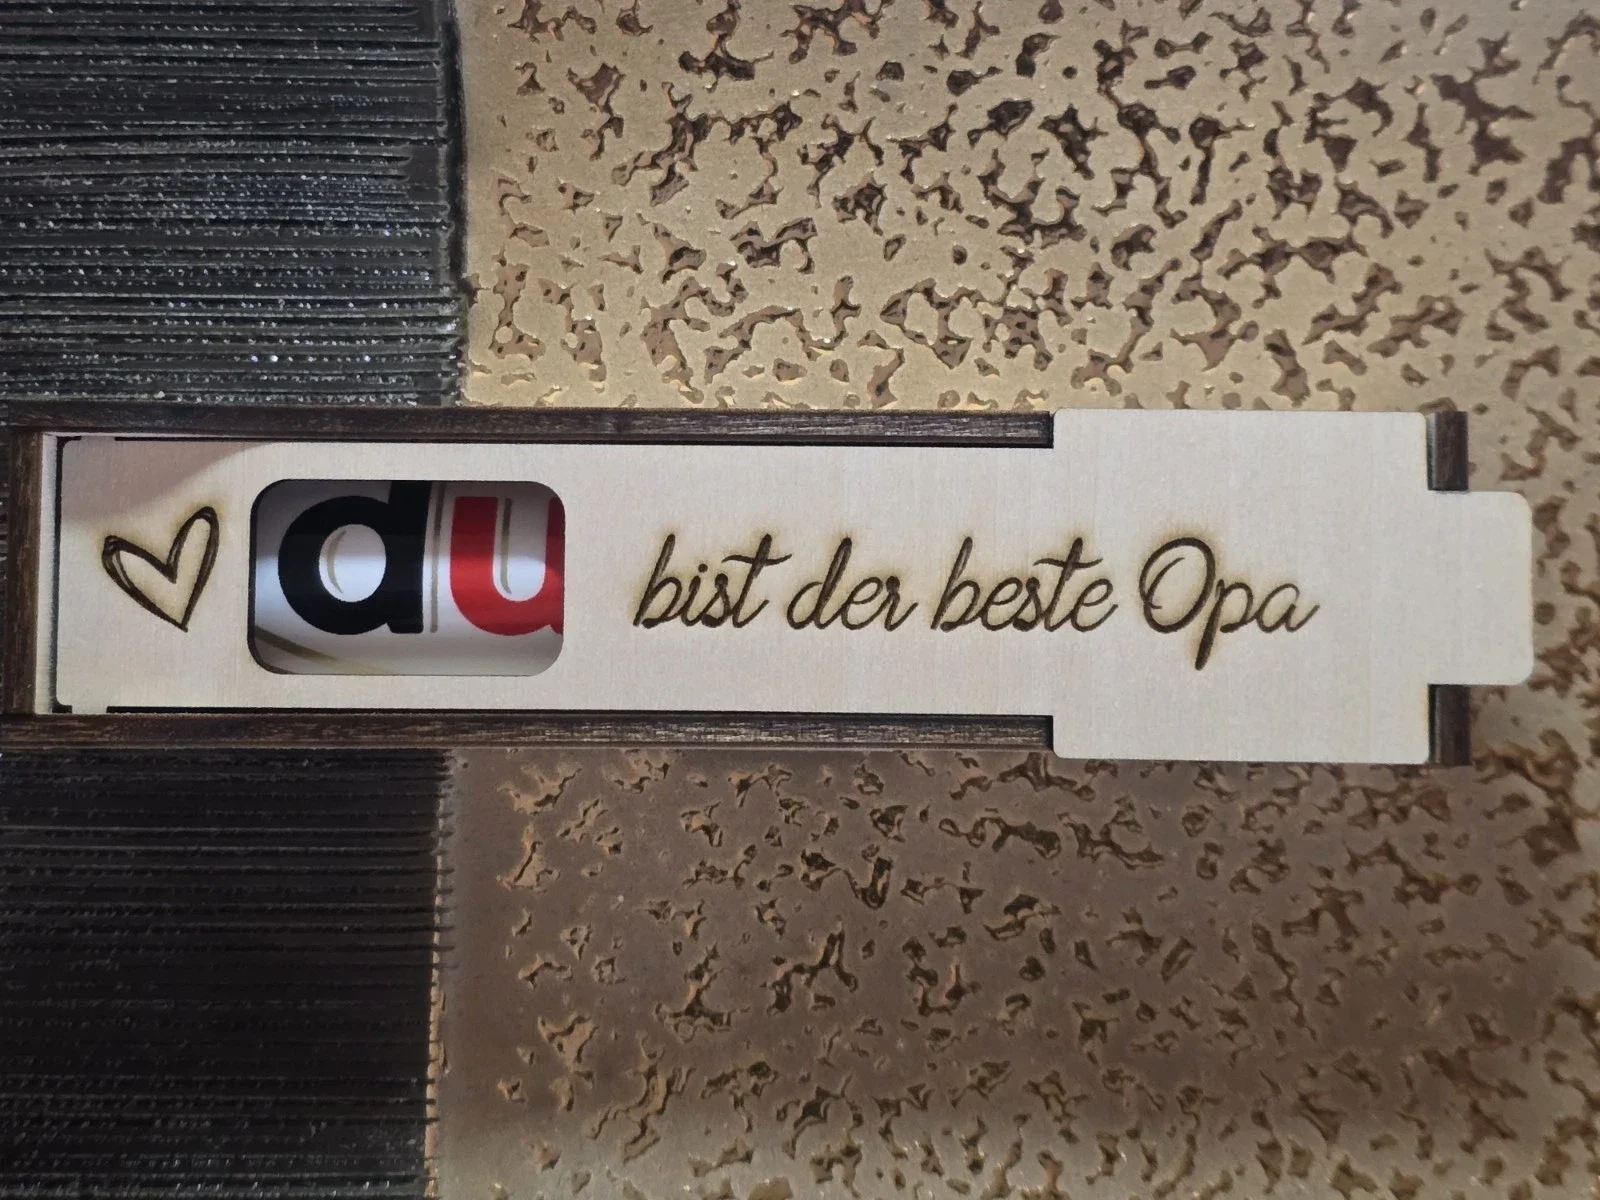 du bist der beste Opa